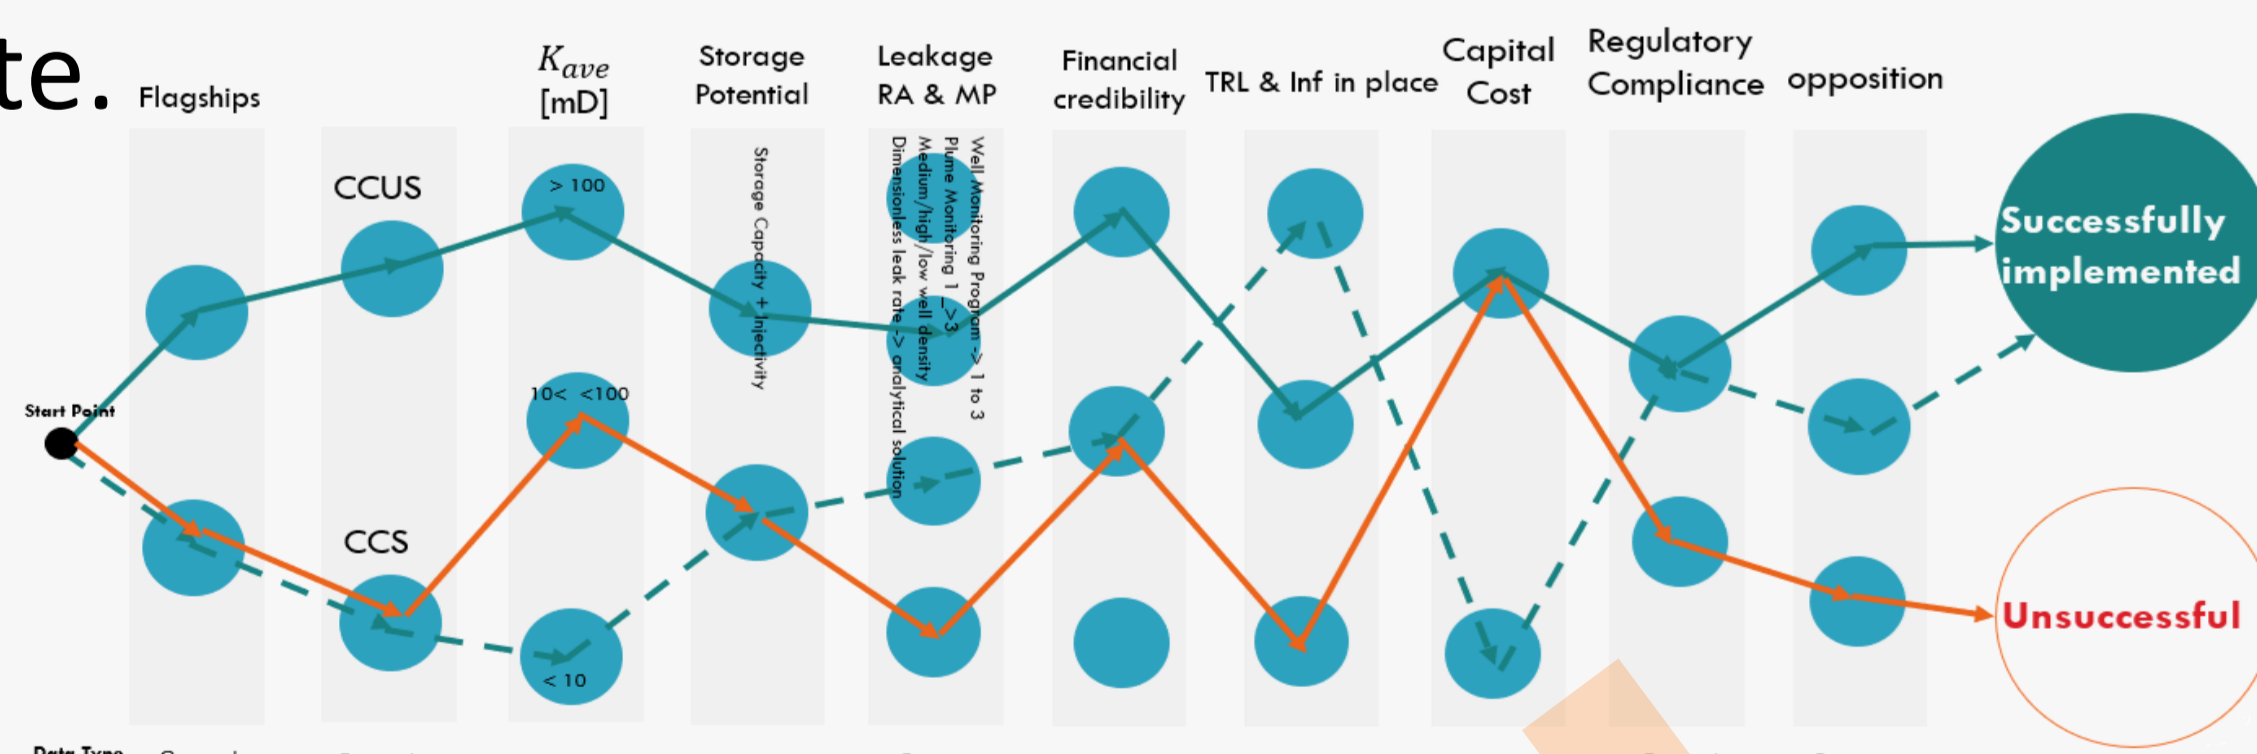 te.
Flagships
K_ave
[mD]
Storage
Potential
Leakage
RA & MP
Financial
credibility
TRL & Inf in place
Capital
Cost
Regulatory
Compliance
opposition
CCUS
> 100
Storage Capacity + Injectivity
Well Monitoring Program -> 1 to 3
Plume Monitoring 1 _>3
Medium/high/low well density
Dimensionless leak rate -> analytical solution
Successfully
implemented
Start Point
10< <100
CCS
< 10
Unsuccessful
Data Type